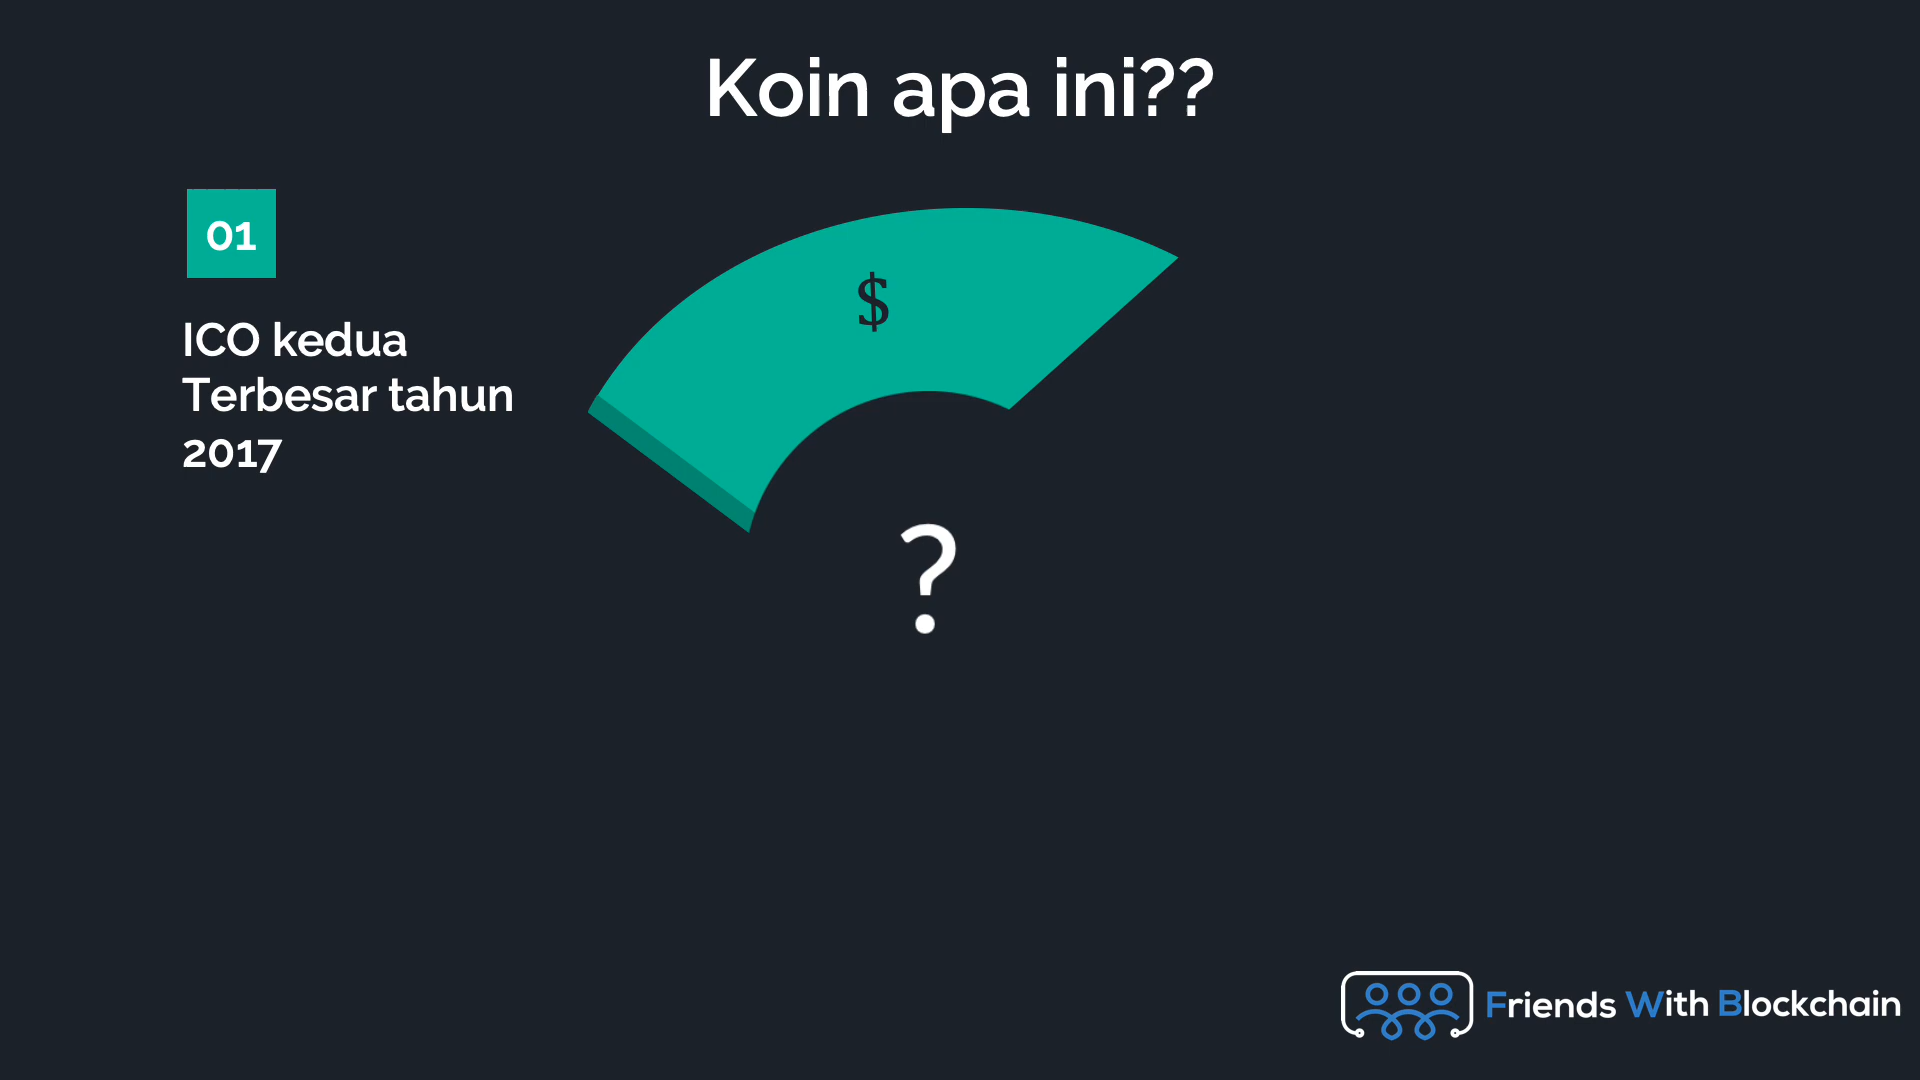 Koin apa ini??
01
ICO kedua
Terbesar tahun
2017
$
?
Friends With Blockchain